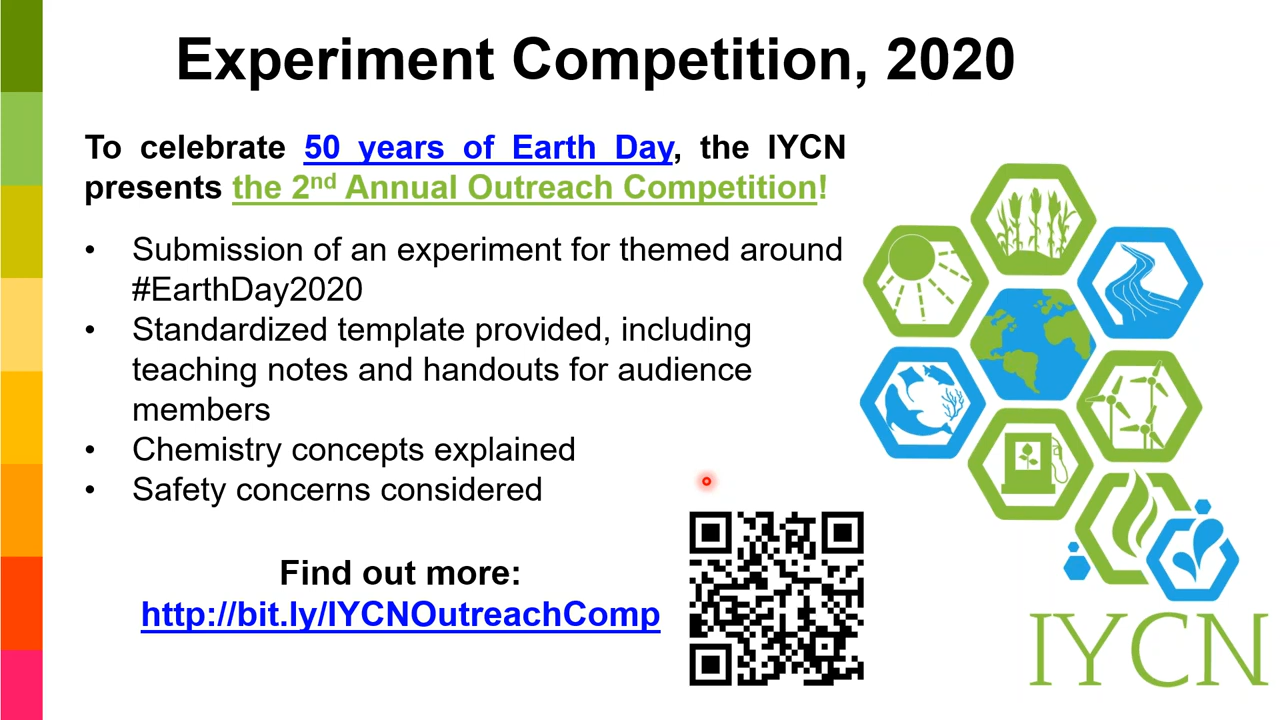 Experiment Competition, 2020
To celebrate 50 years of Earth Day, the IYCN
presents the 2nd Annual Outreach Competition!
• Submission of an experiment for themed around
#EarthDay2020
• Standardized template provided, including
teaching notes and handouts for audience
members
• Chemistry concepts explained
• Safety concerns considered
Find out more:
http://bit.ly/IYCNOutreachComp
IYCN